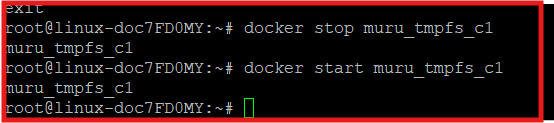 exit
root@linux-doc7FD0MY:~# docker stop muru_tmpfs_c1
muru_tmpfs_c1
root@linux-doc7FD0MY:~# docker start muru_tmpfs_c1
muru_tmpfs_c1
root@linux-doc7FD0MY:~#